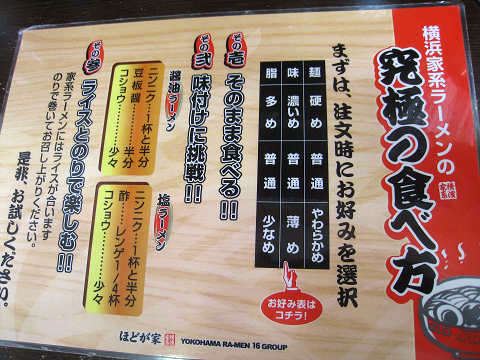 横浜家系ラーメンの
究極の食べ方
横浜家系
まずは、注文時にお好みを選択
麺 硬め 普通 やわらかめ
味 濃いめ 普通 薄め
脂 多め 普通 少なめ
お好み表は
コチラ!
その壱 そのまま食べる!!
その弐 味付けに挑戦!!
醤油ラーメン
ニンニク…1杯と半分
豆板醤………半分
コショウ………少々
塩ラーメン
ニンニク…1杯と半分
酢…レンゲ1/4杯
コショウ………少々
その参 ライスとのりで楽しむ!!
家系ラーメンにはライスが合います
のりで巻いてお召し上がりください。
是非、お試しください。
ほどが家
YOKOHAMA RA-MEN 16 GROUP